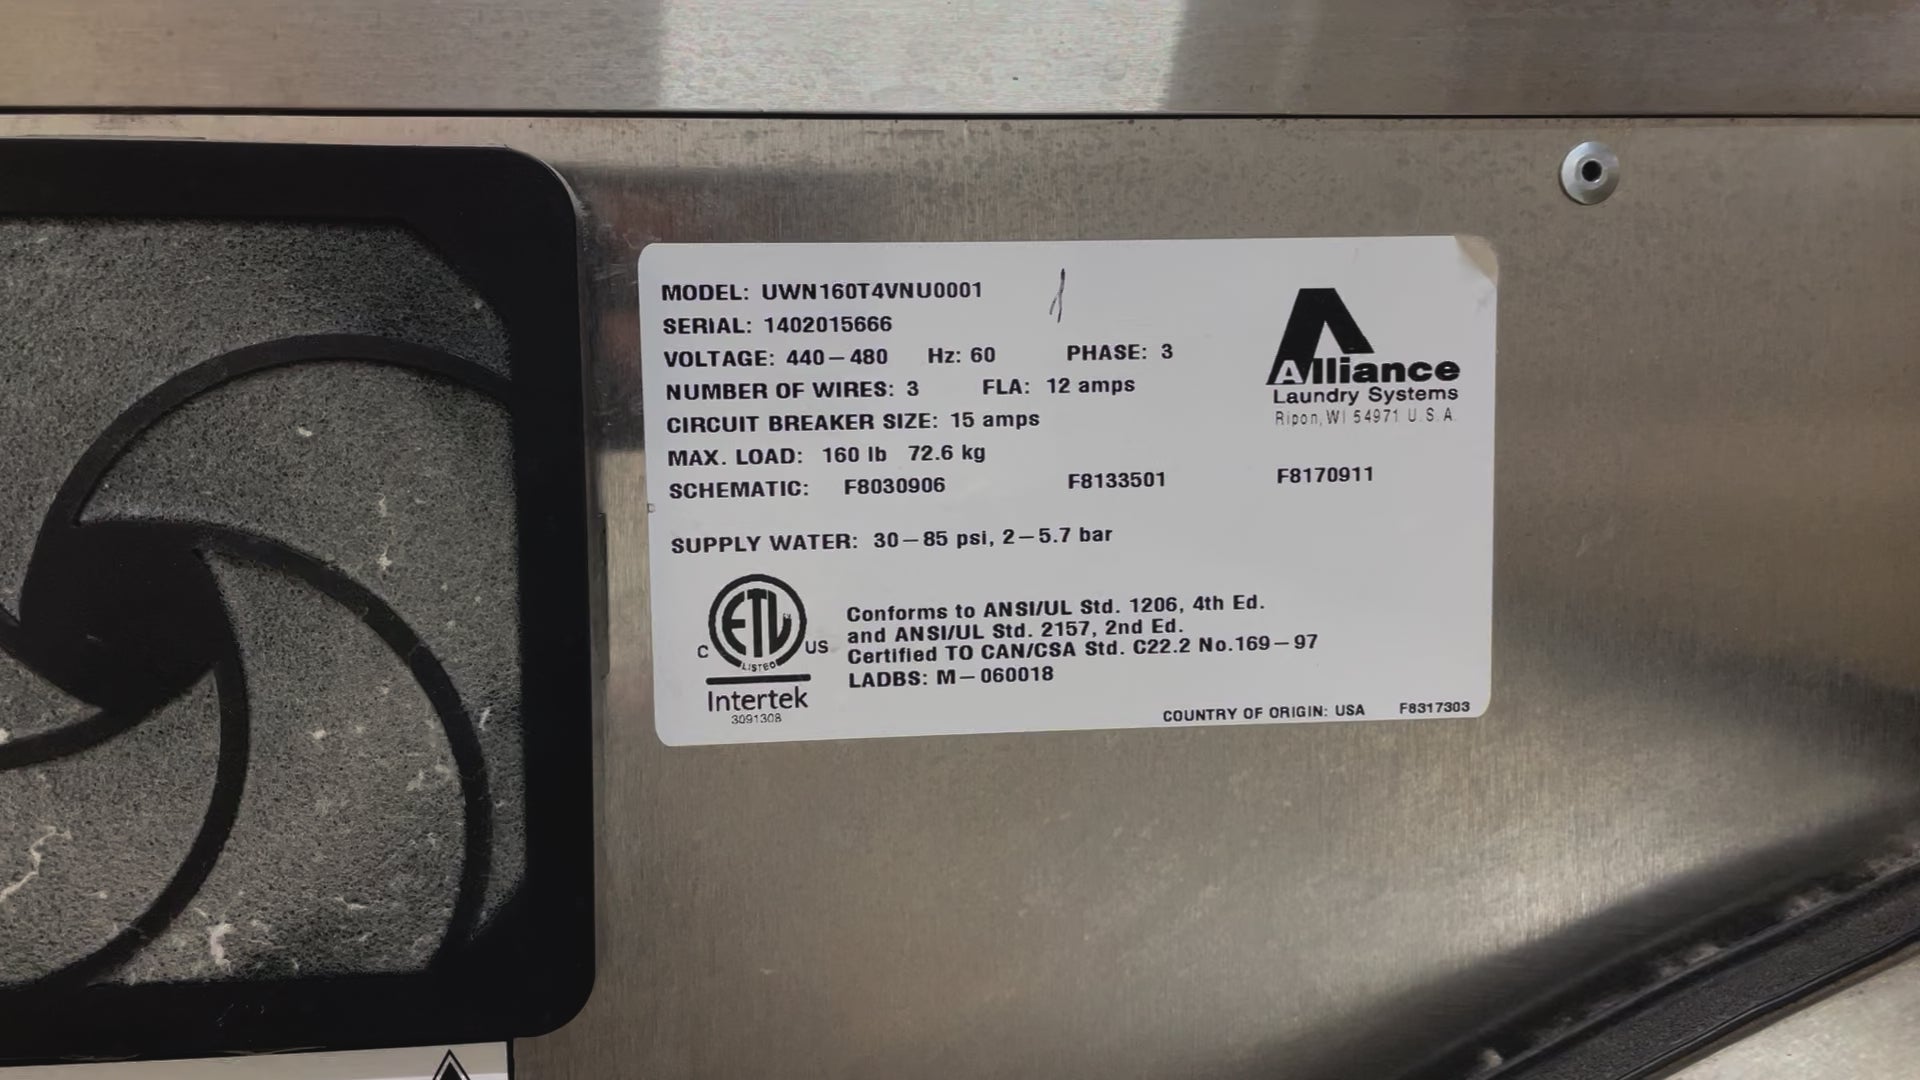 MODEL: UWN160T4VNU0001
SERIAL: 1402015666
VOLTAGE: 440-480 Hz: 60 PHASE: 3
NUMBER OF WIRES: 3 FLA: 12 amps
CIRCUIT BREAKER SIZE: 15 amps
MAX. LOAD: 160 lb 72.6 kg
SCHEMATIC: F8030906 F8133501 F8170911
SUPPLY WATER: 30-85 psi, 2-5.7 bar
Alliance
Laundry Systems
Ripon, WI 54971 U.S.A.
ETL
C US
LISTED
Intertek
3091308
Conforms to ANSI/UL Std. 1206, 4th Ed.
and ANSI/UL Std. 2157, 2nd Ed.
Certified TO CAN/CSA Std. C22.2 No.169-97
LADBS: M-060018
COUNTRY OF ORIGIN: USA F8317303